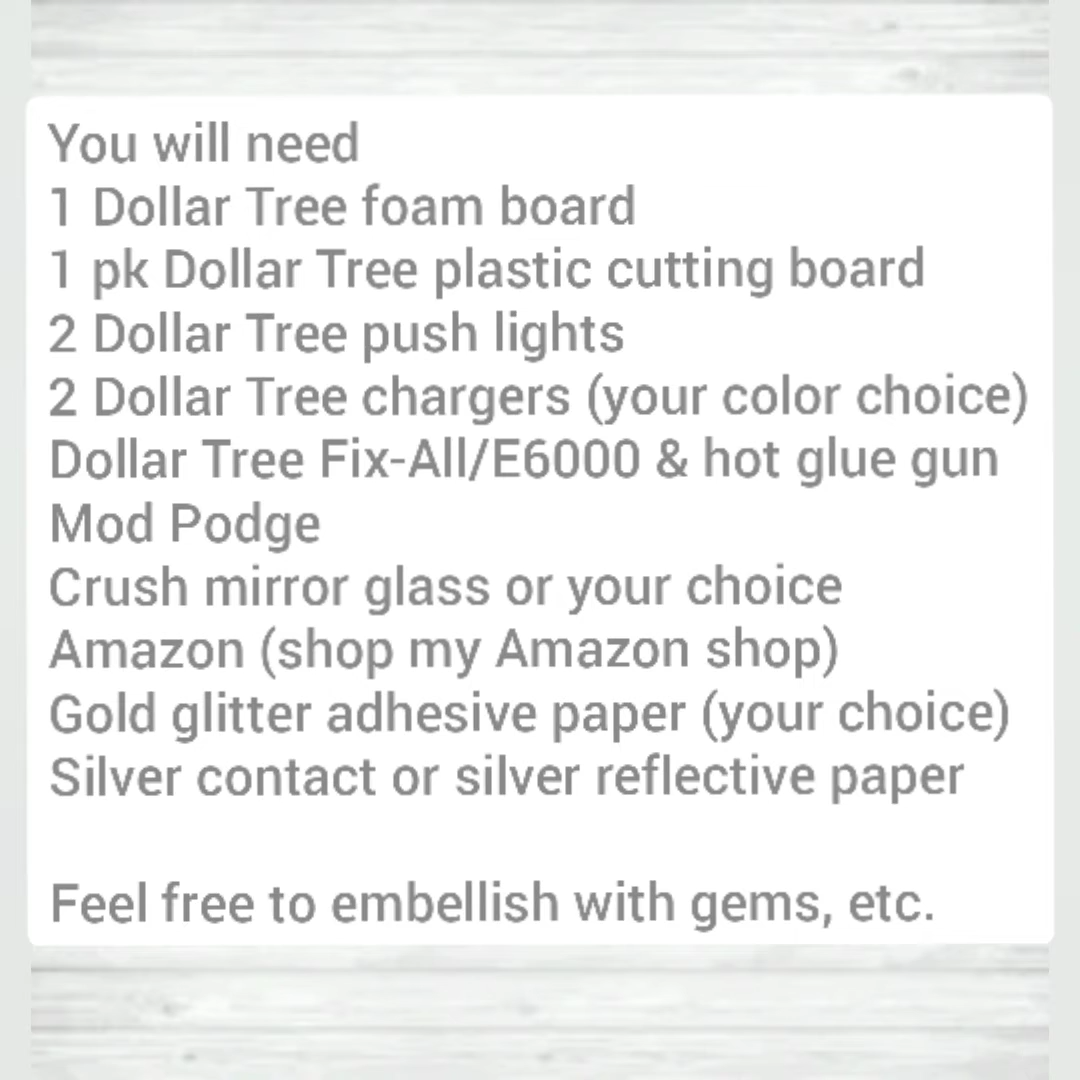 You will need
1 Dollar Tree foam board
1 pk Dollar Tree plastic cutting board
2 Dollar Tree push lights
2 Dollar Tree chargers (your color choice)
Dollar Tree Fix-All/E6000 & hot glue gun
Mod Podge
Crush mirror glass or your choice
Amazon (shop my Amazon shop)
Gold glitter adhesive paper (your choice)
Silver contact or silver reflective paper
Feel free to embellish with gems, etc.